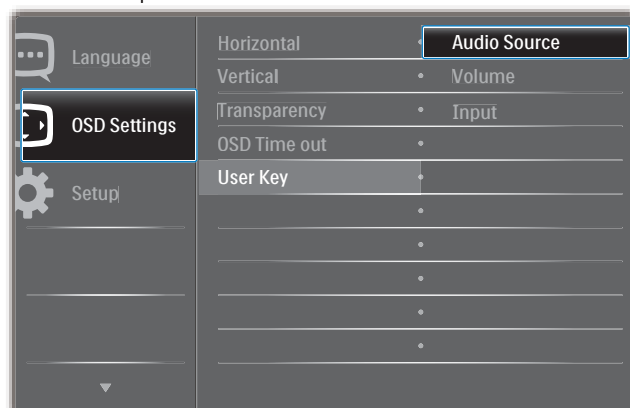 Language
OSD Settings
Setup
Horizontal
Vertical
Transparency
OSD Time out
User Key
Audio Source
Volume
Input